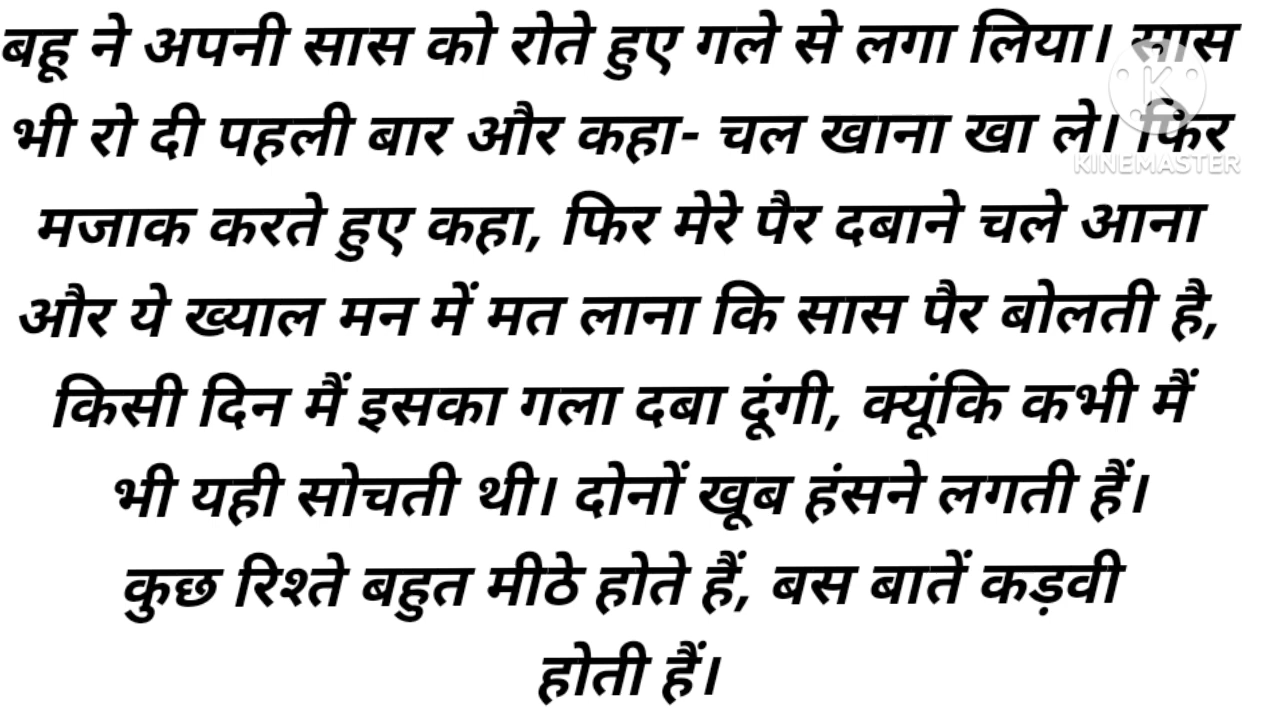 बहू ने अपनी सास को रोते हुए गले से लगा लिया। सास
भी रो दी पहली बार और कहा- चल खाना खा ले। फिर
KINEMASTER
मजाक करते हुए कहा, फिर मेरे पैर दबाने चले आना
और ये ख्याल मन में मत लाना कि सास पैर बोलती है,
किसी दिन मैं इसका गला दबा दूंगी, क्यूंकि कभी मैं
भी यही सोचती थी। दोनों खूब हंसने लगती हैं।
कुछ रिश्ते बहुत मीठे होते हैं, बस बातें कड़वी
होती हैं।